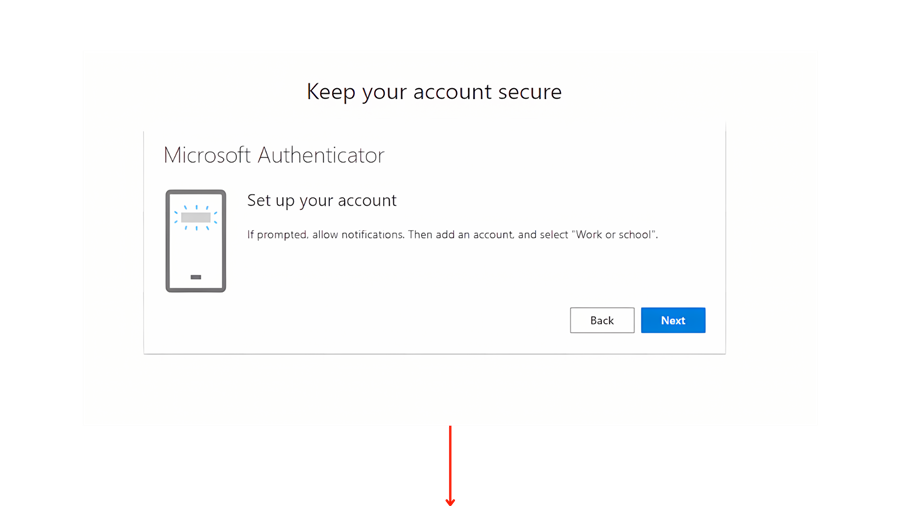 Keep your account secure
Microsoft Authenticator
Set up your account
If prompted, allow notifications. Then add an account, and select "Work or school".
Back
Next